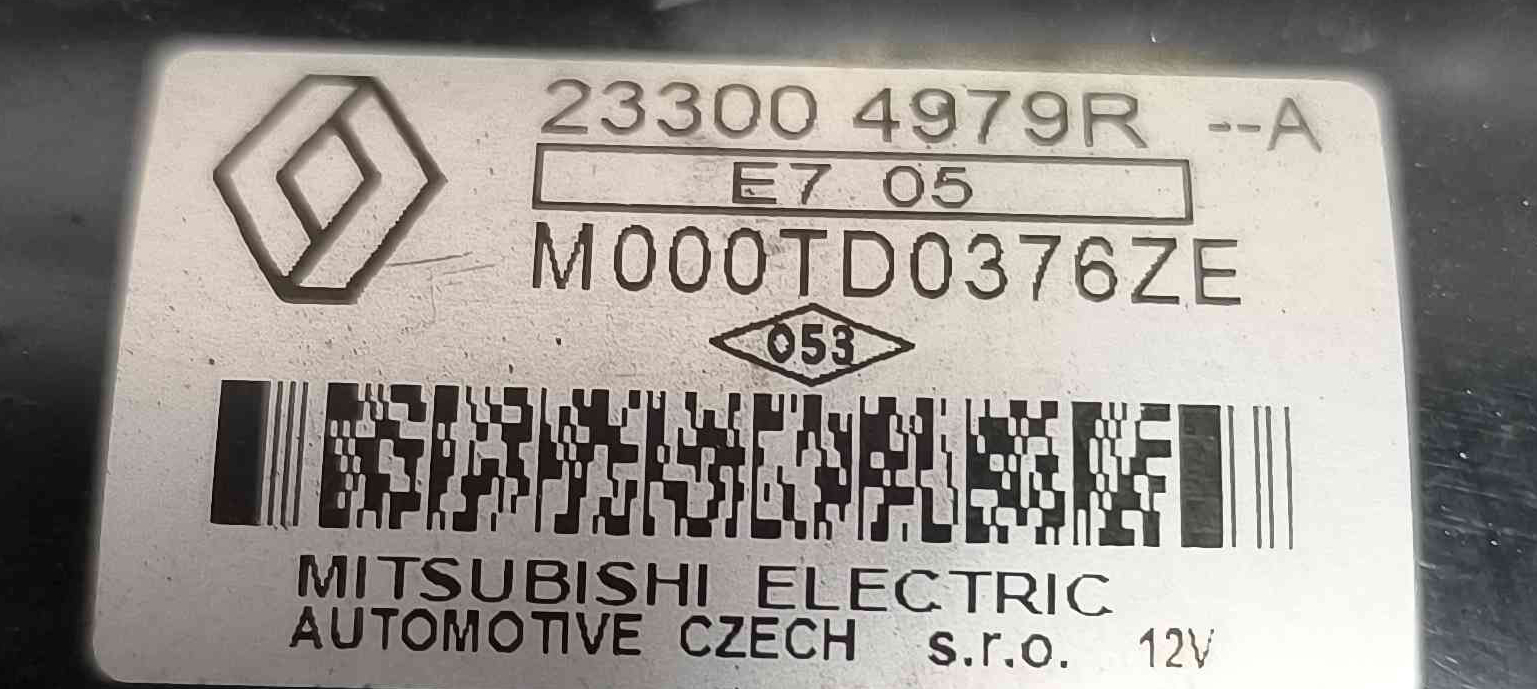 23300 4979R --A
E7 05
M000TD0376ZE
053
MITSUBISHI ELECTRIC
AUTOMOTIVE CZECH s.r.o. 12V